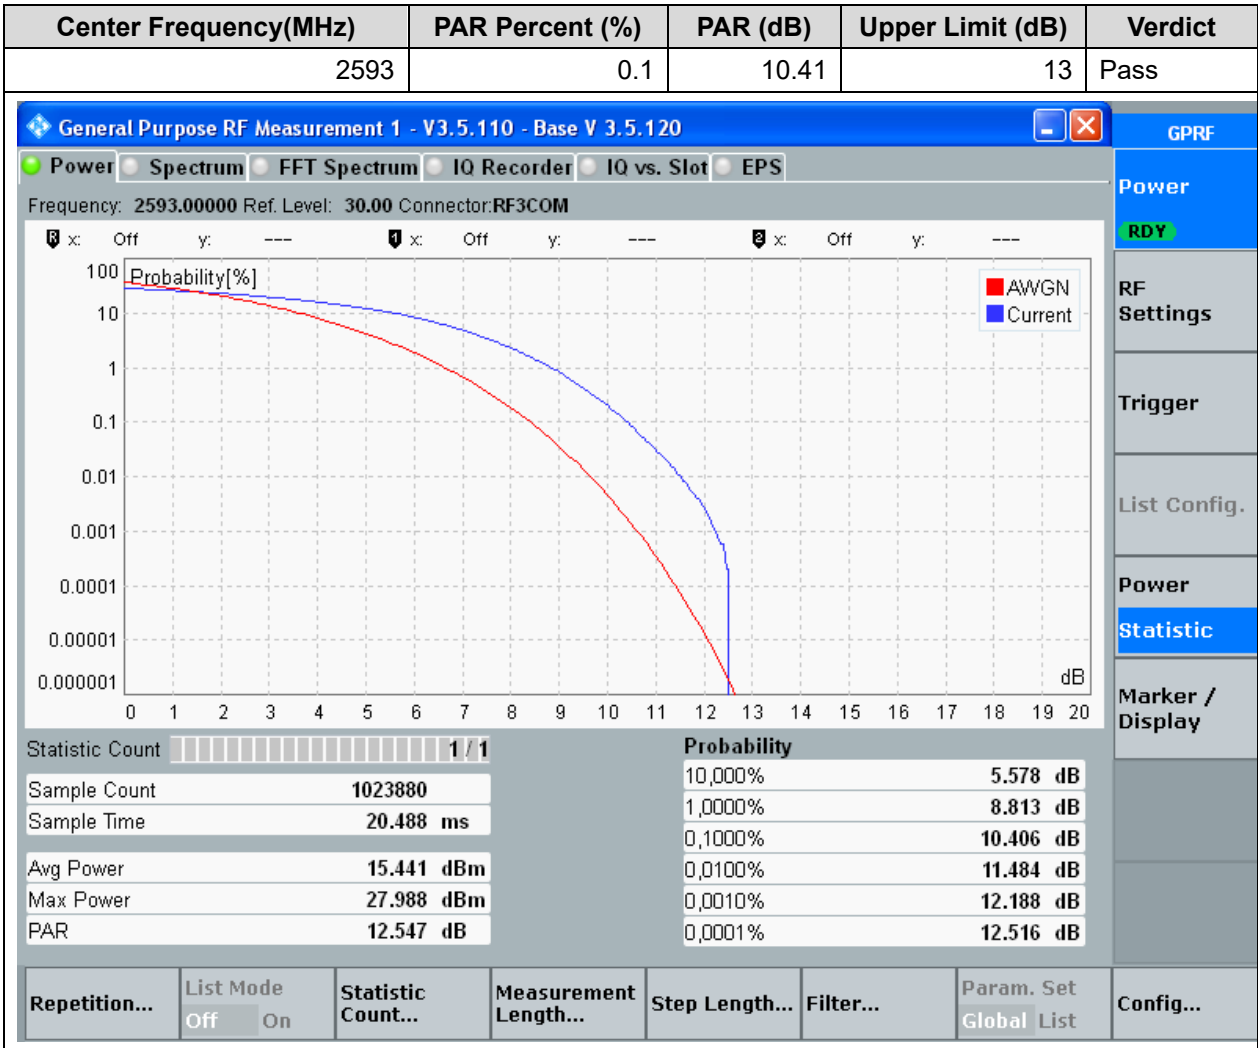 Center Frequency(MHz) PAR Percent (%) PAR (dB) Upper Limit (dB) Verdict
2593 0.1 10.41 13 Pass
General Purpose RF Measurement 1 - V3.5.110 - Base V 3.5.120
GPRF
Power Spectrum FFT Spectrum IQ Recorder IQ vs. Slot EPS
Frequency: 2593.00000 Ref. Level: 30.00 Connector:RF3COM
R x: Off y: --- 1 x: Off y: --- 2 x: Off y: ---
Probability[%]
AWGN
Current
100
10
1
0.1
0.01
0.001
0.0001
0.00001
0.000001
dB
0 1 2 3 4 5 6 7 8 9 10 11 12 13 14 15 16 17 18 19 20
Statistic Count 1 / 1
Sample Count 1023880
Sample Time 20.488 ms
Avg Power 15.441 dBm
Max Power 27.988 dBm
PAR 12.547 dB
Probability
10,000% 5.578 dB
1,0000% 8.813 dB
0,1000% 10.406 dB
0,0100% 11.484 dB
0,0010% 12.188 dB
0,0001% 12.516 dB
Power
RDY
RF
Settings
Trigger
List Config.
Power
Statistic
Marker /
Display
Repetition...
List Mode
Off On
Statistic
Count...
Measurement
Length...
Step Length...
Filter...
Param. Set
Global List
Config...